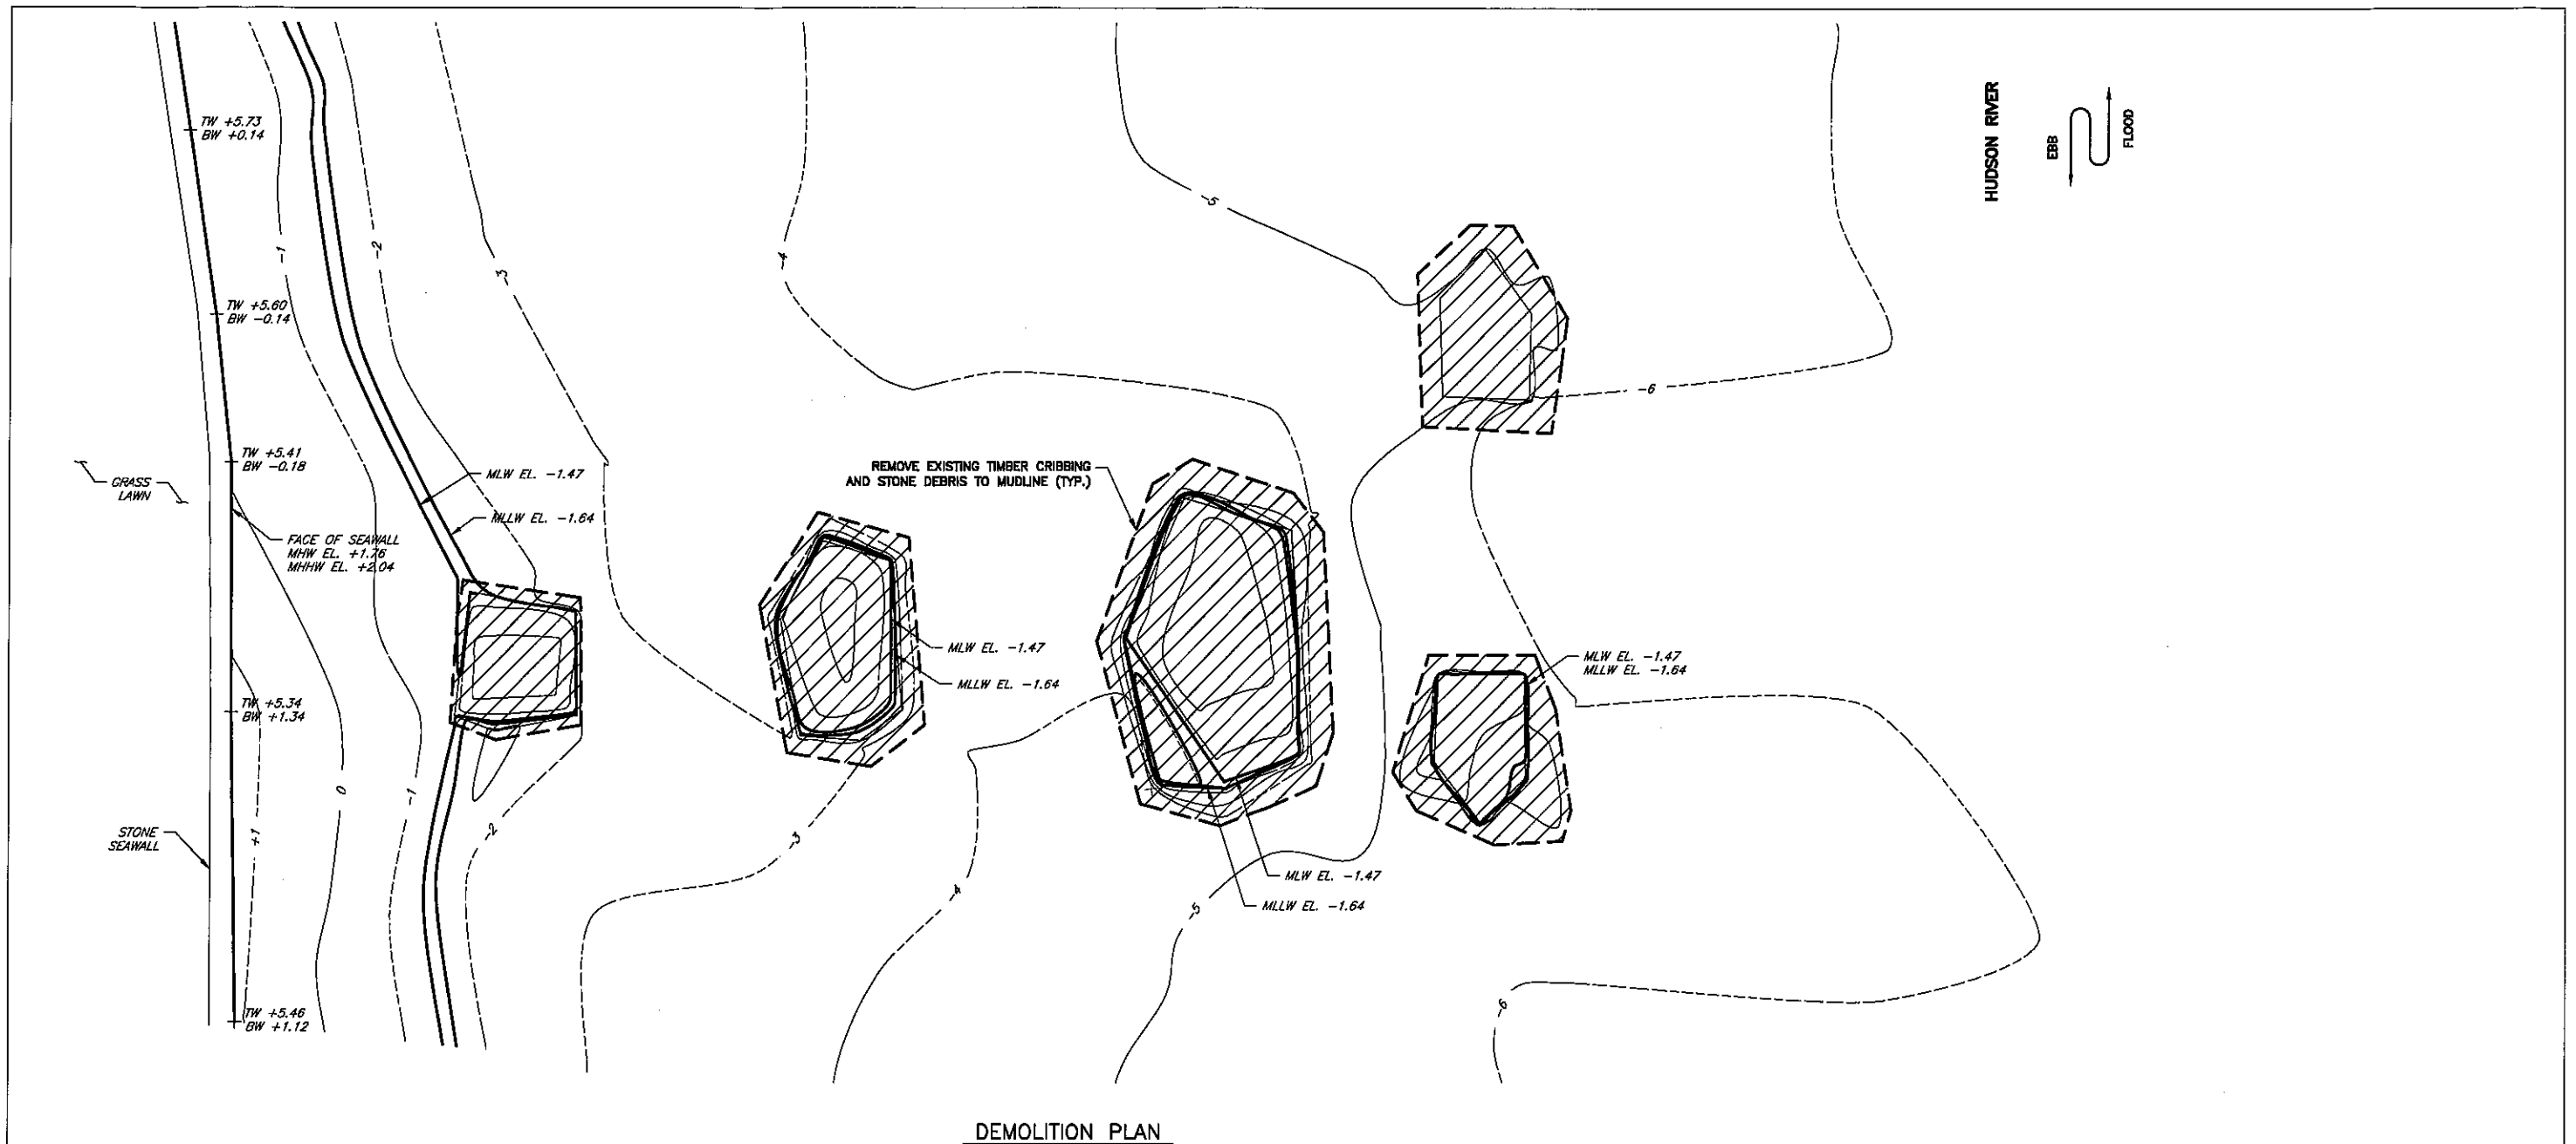 TW +5.73
BW +0.14
-1
-2
-3
-4
-5
HUDSON RIVER
EBB
FLOOD
TW +5.60
BW -0.14
-6
TW +5.41
BW -0.18
GRASS
LAWN
MLW EL. -1.47
MLLW EL. -1.64
REMOVE EXISTING TIMBER CRIBBING
AND STONE DEBRIS TO MUDLINE (TYP.)
FACE OF SEAWALL
MHW EL. +1.76
MHHW EL. +2.04
MLW EL. -1.47
MLLW EL. -1.64
MLW EL. -1.47
MLLW EL. -1.64
TW +5.34
BW +1.34
0
-1
+1
-2
-3
-4
-5
STONE
SEAWALL
MLW EL. -1.47
MLLW EL. -1.64
-6
TW +5.46
BW +1.12
DEMOLITION PLAN